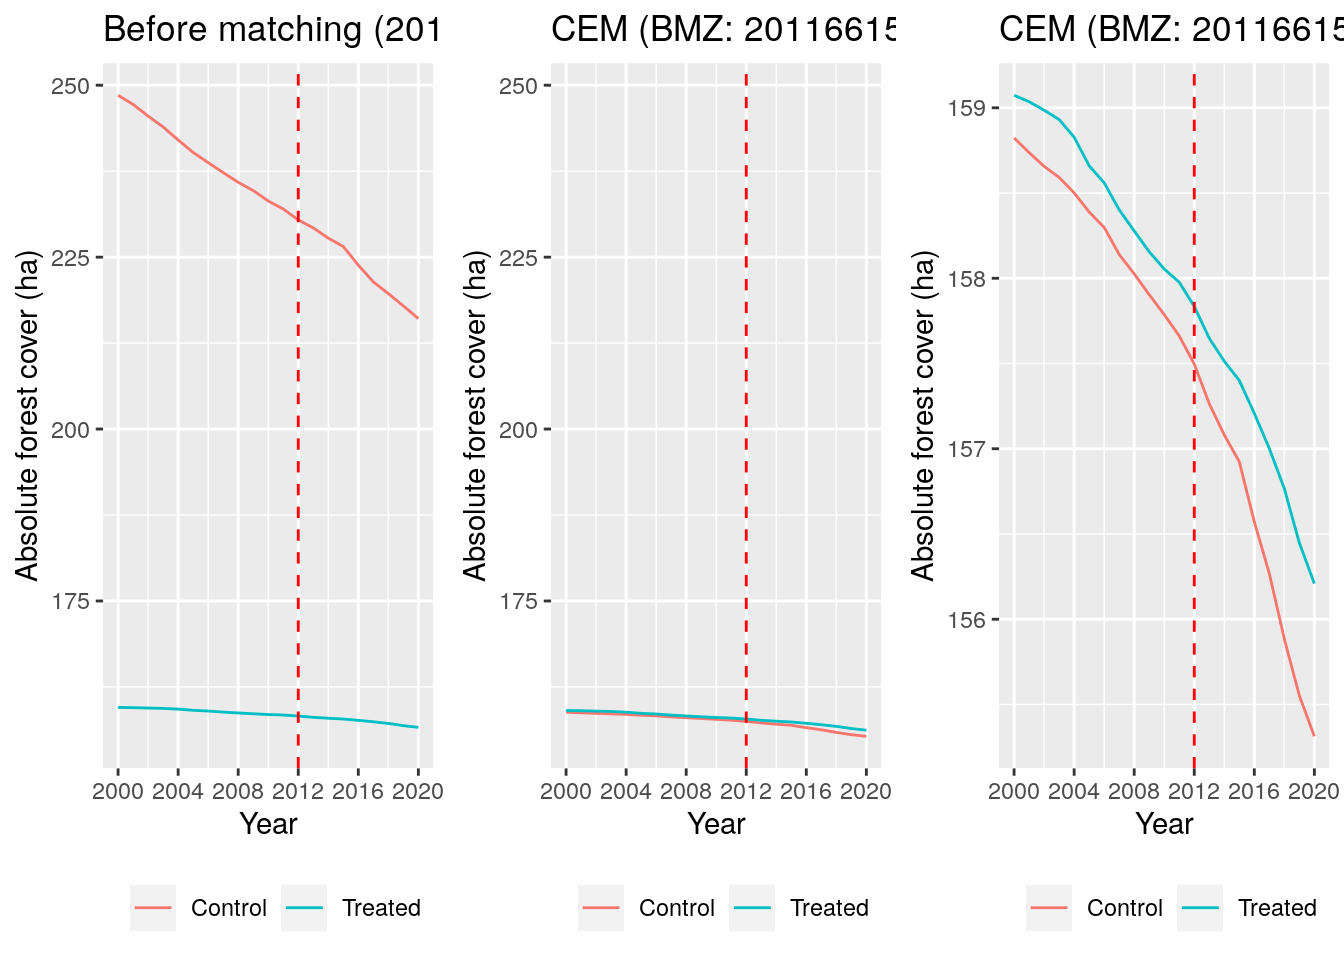 Before matching (201
CEM (BMZ: 20116615
CEM (BMZ: 20116615
250
225
200
175
Absolute forest cover (ha)
2000 2004 2008 2012 2016 2020
Year
Control Treated
250
225
200
175
Absolute forest cover (ha)
2000 2004 2008 2012 2016 2020
Year
Control Treated
159
158
157
156
Absolute forest cover (ha)
2000 2004 2008 2012 2016 2020
Year
Control Treated